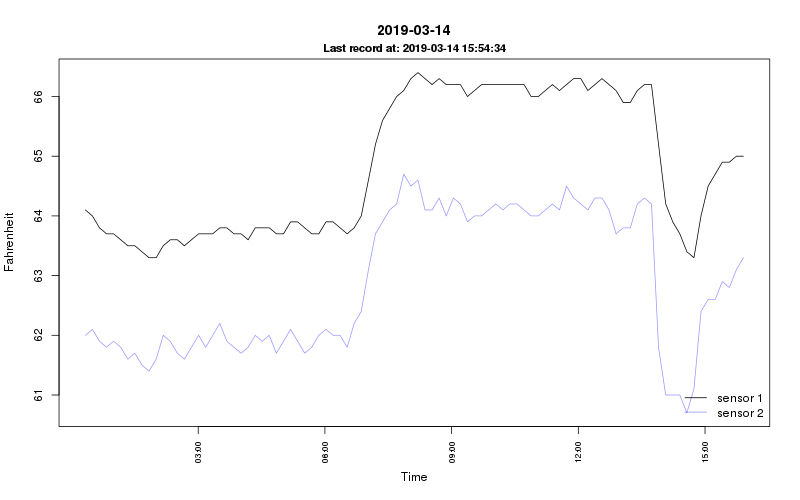 2019-03-14
Last record at: 2019-03-14 15:54:34
Fahrenheit
66
65
64
63
62
61
sensor 1
sensor 2
03:00
06:00
09:00
12:00
15:00
Time